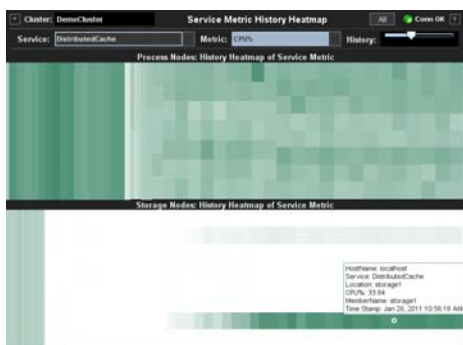 Cluster: DemoCluster Service Metric History Heatmap All Conn OK
Service: DistributedCache Metric: CPU% History:
Process Nodes: History Heatmap of Service Metric
Storage Nodes: History Heatmap of Service Metric
HostName: localhost
Service: DistributedCache
Location: storage1
CPU%: 33.84
MemberName: storage1
Time Stamp: Jan 26, 2011 10:56:18 AM